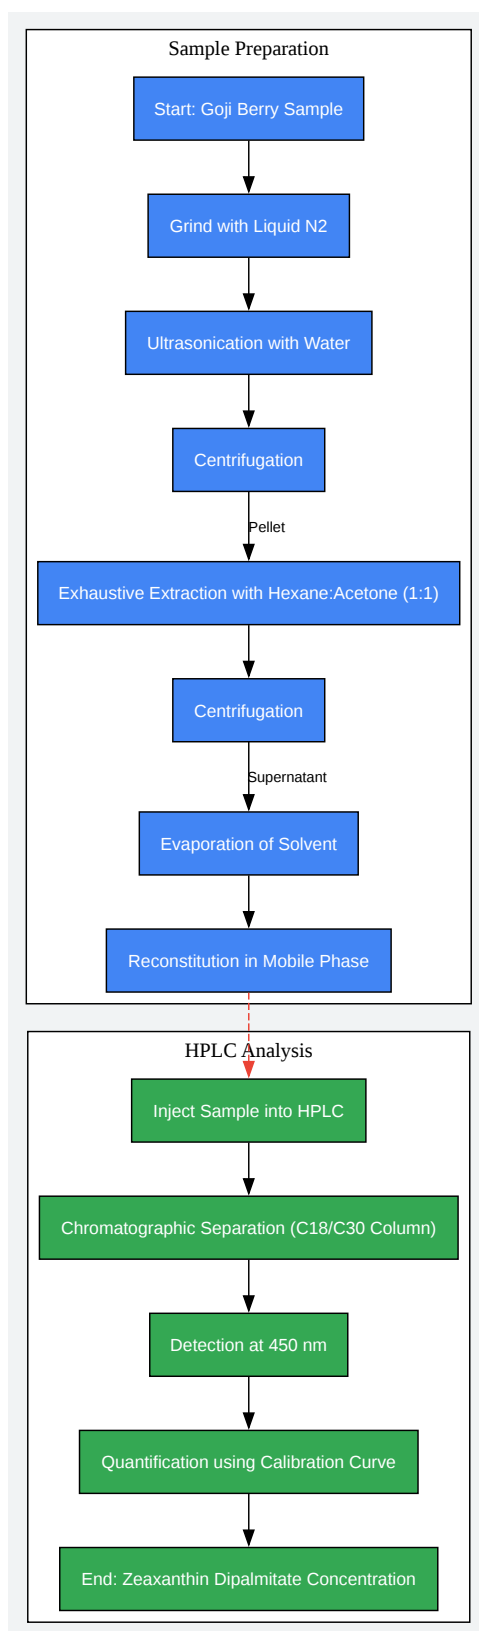 Sample Preparation
Start: Goji Berry Sample
Grind with Liquid N2
Ultrasonication with Water
Centrifugation
Pellet
Exhaustive Extraction with Hexane:Acetone (1:1)
Centrifugation
Supernatant
Evaporation of Solvent
Reconstitution in Mobile Phase
HPLC Analysis
Inject Sample into HPLC
Chromatographic Separation (C18/C30 Column)
Detection at 450 nm
Quantification using Calibration Curve
End: Zeaxanthin Dipalmitate Concentration